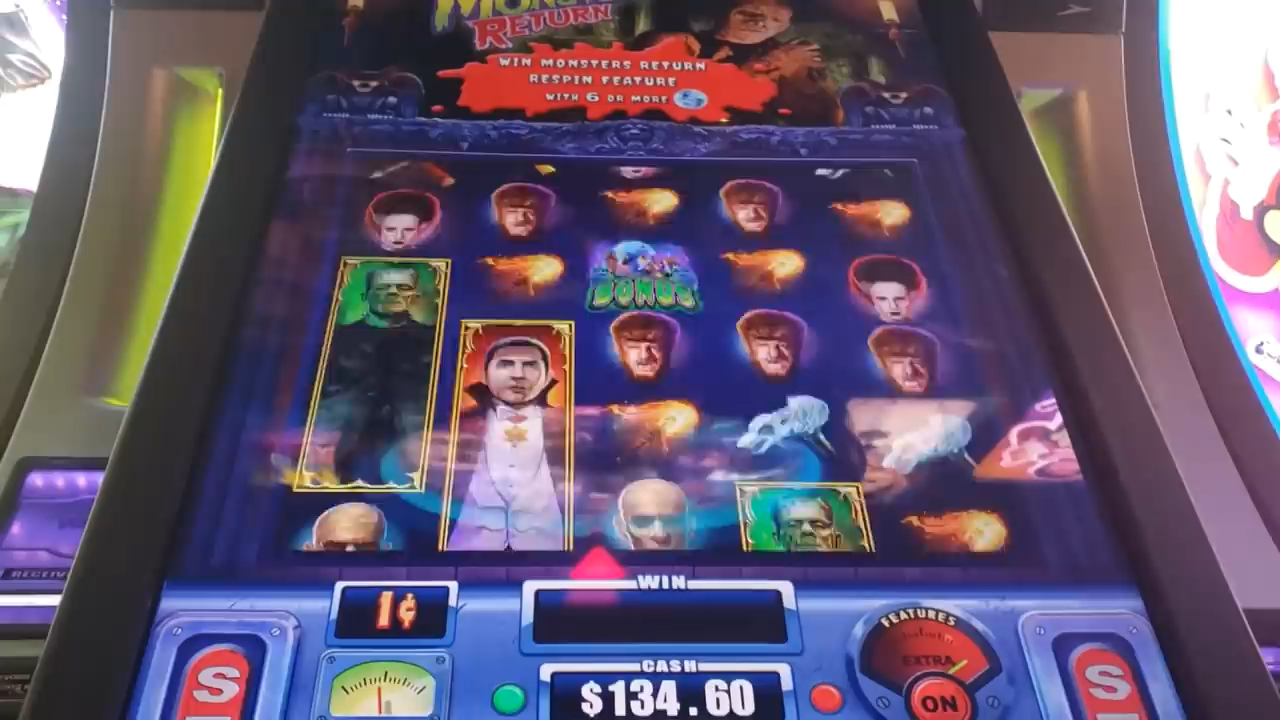 MONST
RETURN
WIN MONSTERS RETURN
RESPIN FEATURE
WITH 6 OR MORE
BONUS
WIN
1¢
FEATURES
EXTRA
ON
CASH
$134.60
S
S